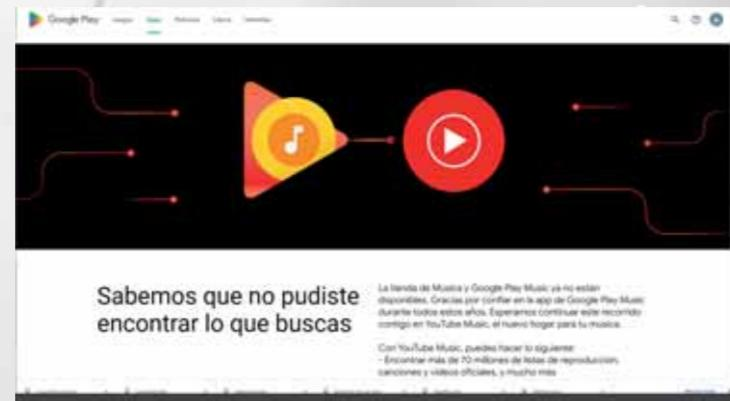 Google Play
Sabemos que no pudiste
encontrar lo que buscas
La tienda de Música y Google Play Music ya no están
disponibles. Gracias por confiar en la app de Google Play Music
durante todos estos años. Esperamos continuar este recorrido
contigo en YouTube Music, el nuevo hogar para tu música.
Con YouTube Music, puedes hacer lo siguiente:
- Encontrar más de 70 millones de listas de reproducción,
canciones y videos oficiales, y mucho más